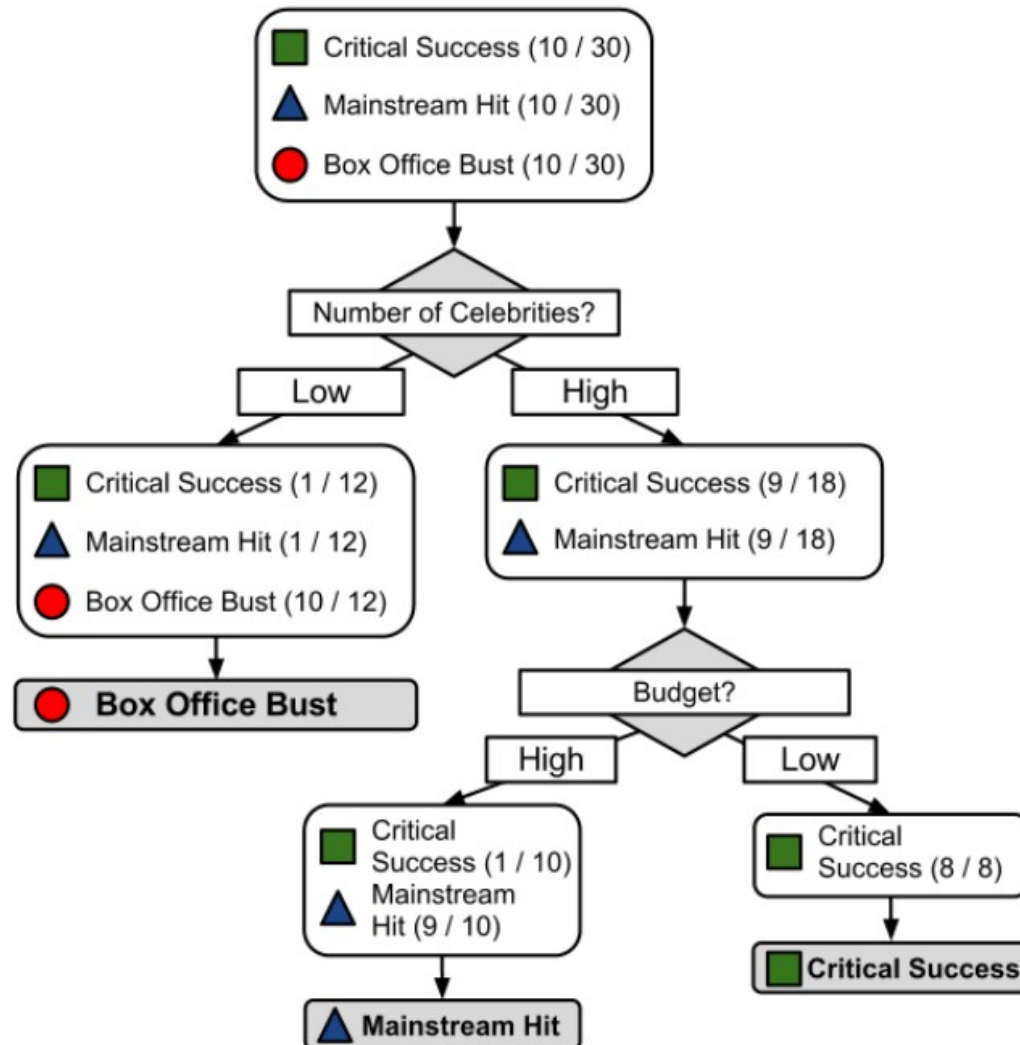 Critical Success (10 / 30)
Mainstream Hit (10 / 30)
Box Office Bust (10 / 30)
Number of Celebrities?
Low
High
Critical Success (1 / 12)
Mainstream Hit (1 / 12)
Box Office Bust (10 / 12)
Critical Success (9 / 18)
Mainstream Hit (9 / 18)
Box Office Bust
Budget?
High
Low
Critical
Success (1 / 10)
Mainstream
Hit (9 / 10)
Critical
Success (8 / 8)
Critical Success
Mainstream Hit